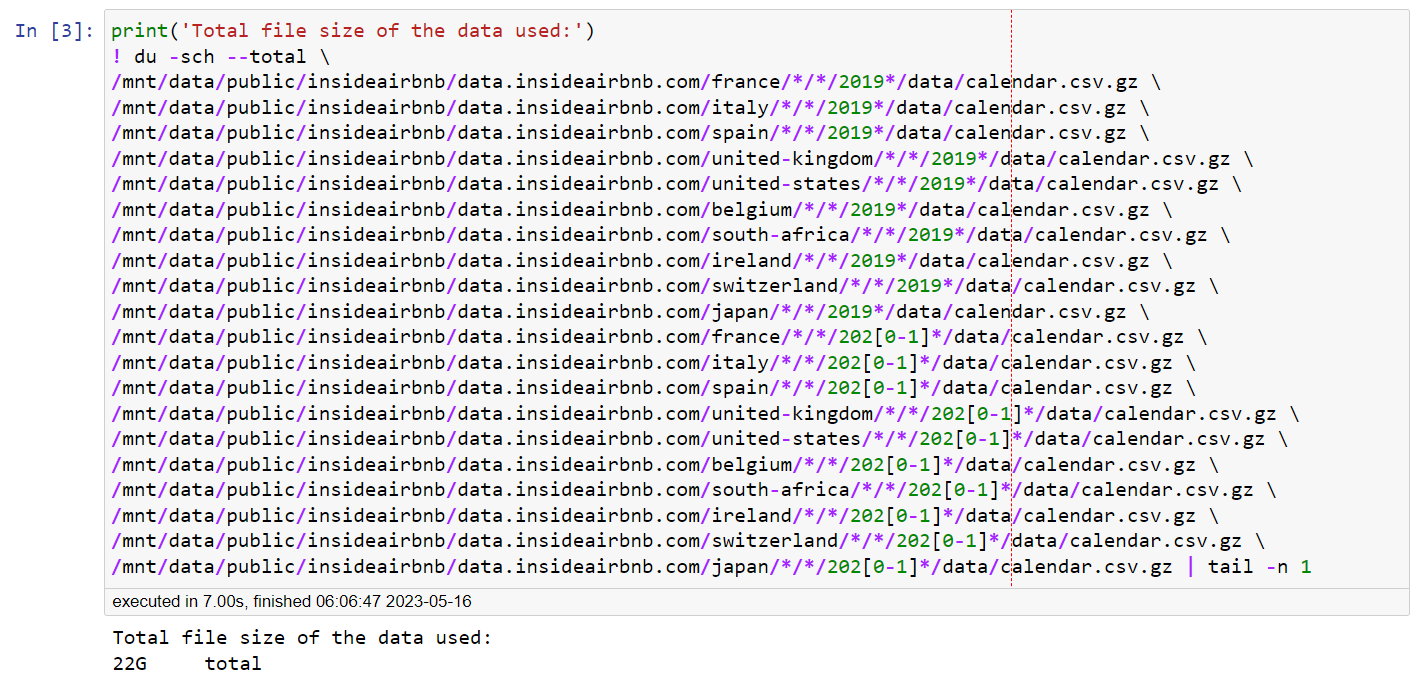 In [3]: print('Total file size of the data used:')
! du -sch --total \
/mnt/data/public/insideairbnb/data.insideairbnb.com/france/*/*/2019*/data/calendar.csv.gz \
/mnt/data/public/insideairbnb/data.insideairbnb.com/italy/*/*/2019*/data/calendar.csv.gz \
/mnt/data/public/insideairbnb/data.insideairbnb.com/spain/*/*/2019*/data/calendar.csv.gz \
/mnt/data/public/insideairbnb/data.insideairbnb.com/united-kingdom/*/*/2019*/data/calendar.csv.gz \
/mnt/data/public/insideairbnb/data.insideairbnb.com/united-states/*/*/2019*/data/calendar.csv.gz \
/mnt/data/public/insideairbnb/data.insideairbnb.com/belgium/*/*/2019*/data/calendar.csv.gz \
/mnt/data/public/insideairbnb/data.insideairbnb.com/south-africa/*/*/2019*/data/calendar.csv.gz \
/mnt/data/public/insideairbnb/data.insideairbnb.com/ireland/*/*/2019*/data/calendar.csv.gz \
/mnt/data/public/insideairbnb/data.insideairbnb.com/switzerland/*/*/2019*/data/calendar.csv.gz \
/mnt/data/public/insideairbnb/data.insideairbnb.com/japan/*/*/2019*/data/calendar.csv.gz \
/mnt/data/public/insideairbnb/data.insideairbnb.com/france/*/*/202[0-1]*/data/calendar.csv.gz \
/mnt/data/public/insideairbnb/data.insideairbnb.com/italy/*/*/202[0-1]*/data/calendar.csv.gz \
/mnt/data/public/insideairbnb/data.insideairbnb.com/spain/*/*/202[0-1]*/data/calendar.csv.gz \
/mnt/data/public/insideairbnb/data.insideairbnb.com/united-kingdom/*/*/202[0-1]*/data/calendar.csv.gz \
/mnt/data/public/insideairbnb/data.insideairbnb.com/united-states/*/*/202[0-1]*/data/calendar.csv.gz \
/mnt/data/public/insideairbnb/data.insideairbnb.com/belgium/*/*/202[0-1]*/data/calendar.csv.gz \
/mnt/data/public/insideairbnb/data.insideairbnb.com/south-africa/*/*/202[0-1]*/data/calendar.csv.gz \
/mnt/data/public/insideairbnb/data.insideairbnb.com/ireland/*/*/202[0-1]*/data/calendar.csv.gz \
/mnt/data/public/insideairbnb/data.insideairbnb.com/switzerland/*/*/202[0-1]*/data/calendar.csv.gz \
/mnt/data/public/insideairbnb/data.insideairbnb.com/japan/*/*/202[0-1]*/data/calendar.csv.gz | tail -n 1
executed in 7.00s, finished 06:06:47 2023-05-16
Total file size of the data used:
22G     total